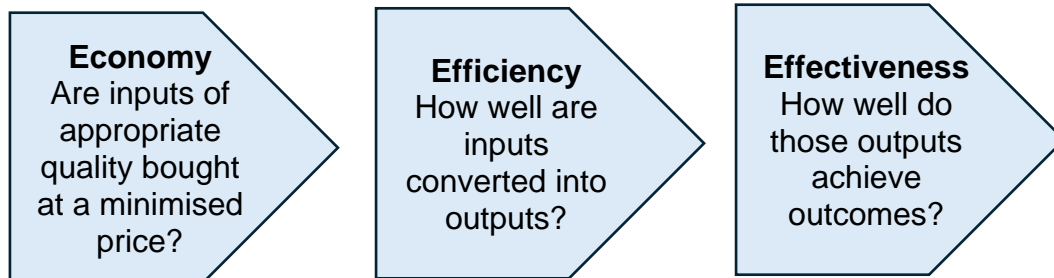 Economy
Are inputs of
appropriate
quality bought
at a minimised
price?
Efficiency
How well are
inputs
converted into
outputs?
Effectiveness
How well do
those outputs
achieve
outcomes?